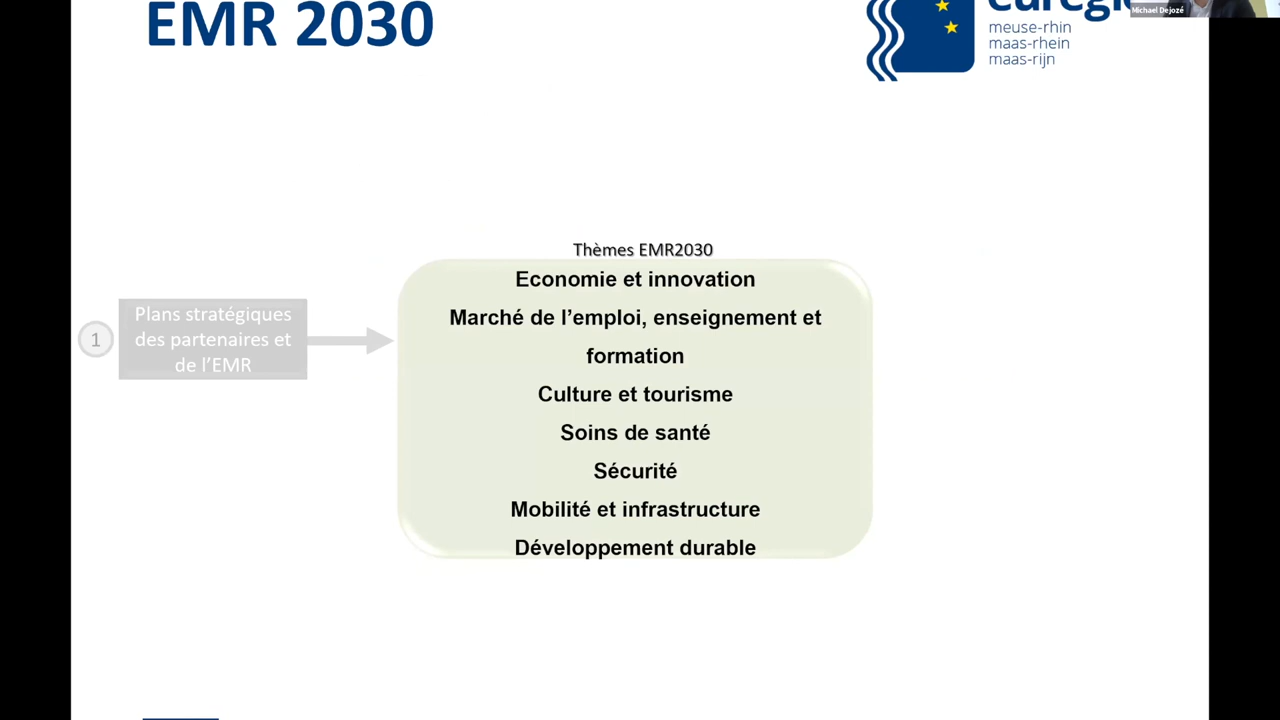 EMR 2030
meuse-rhin
maas-rhein
maas-rijn
Michael Dejozé
Thèmes EMR2030
Economie et innovation
Marché de l’emploi, enseignement et
formation
Culture et tourisme
Soins de santé
Sécurité
Mobilité et infrastructure
Développement durable
1
Plans stratégiques
des partenaires et
de l’EMR